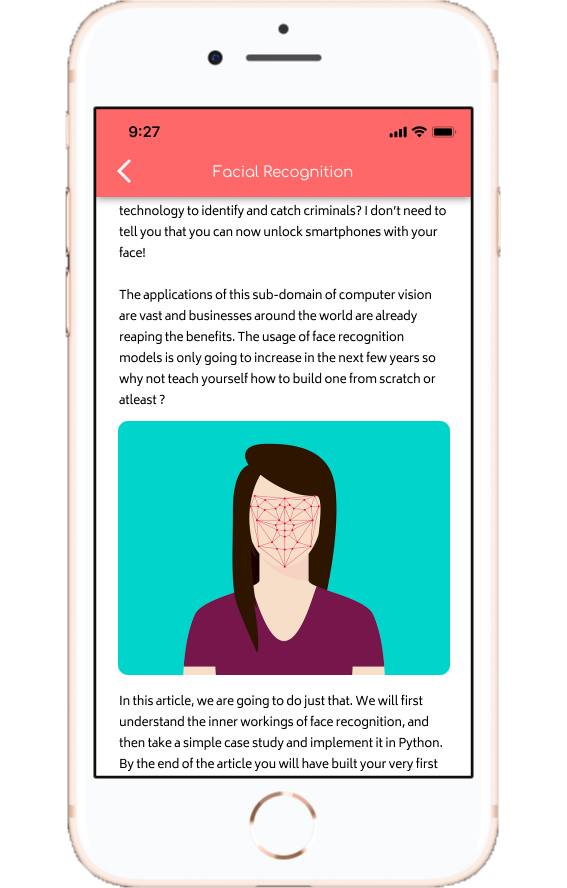 9:27
Facial Recognition
technology to identify and catch criminals? I don't need to
tell you that you can now unlock smartphones with your
face!
The applications of this sub-domain of computer vision
are vast and businesses around the world are already
reaping the benefits. The usage of face recognition
models is only going to increase in the next few years so
why not teach yourself how to build one from scratch or
atleast ?
In this article, we are going to do just that. We will first
understand the inner workings of face recognition, and
then take a simple case study and implement it in Python.
By the end of the article you will have built your very first